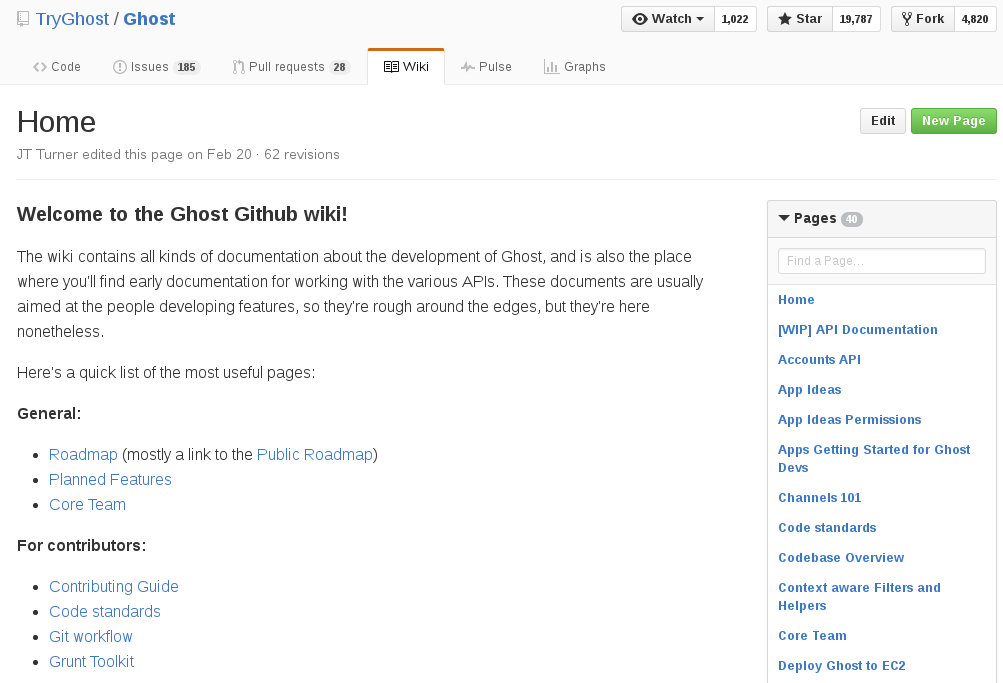 TryGhost / Ghost
Watch 1,022 Star 19,787 Fork 4,820
Code Issues 185 Pull requests 28 Wiki Pulse Graphs
Home
Edit New Page
JT Turner edited this page on Feb 20 · 62 revisions
Welcome to the Ghost Github wiki!
The wiki contains all kinds of documentation about the development of Ghost, and is also the place
where you'll find early documentation for working with the various APIs. These documents are usually
aimed at the people developing features, so they're rough around the edges, but they're here
nonetheless.
Here's a quick list of the most useful pages:
General:
• Roadmap (mostly a link to the Public Roadmap)
• Planned Features
• Core Team
For contributors:
• Contributing Guide
• Code standards
• Git workflow
• Grunt Toolkit
Pages 40
Find a Page…
Home
[WIP] API Documentation
Accounts API
App Ideas
App Ideas Permissions
Apps Getting Started for Ghost
Devs
Channels 101
Code standards
Codebase Overview
Context aware Filters and
Helpers
Core Team
Deploy Ghost to EC2